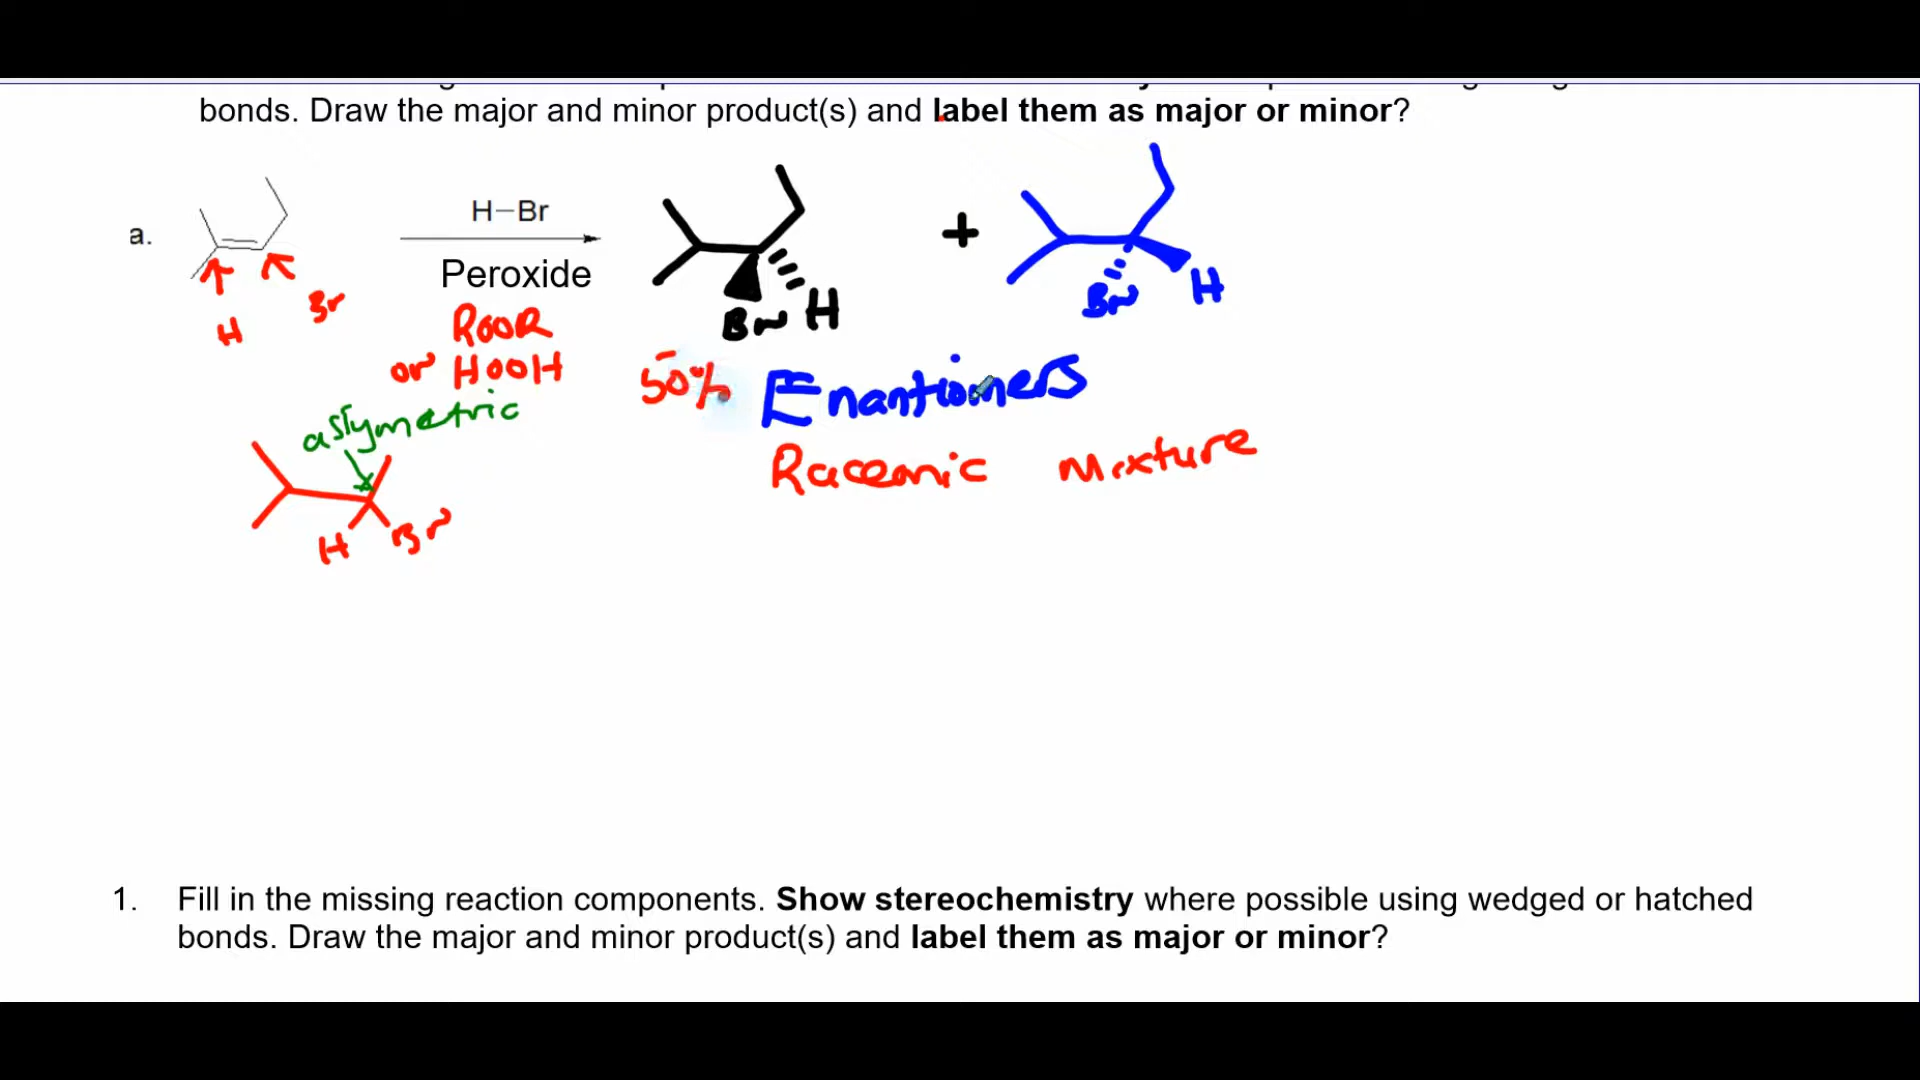 bonds. Draw the major and minor product(s) and label them as major or minor?
a.
H–Br
Peroxide
ROOR
or HOOH
H
Br
+
Br H
Br H
50% Enantiomers
Racemic Mixture
assymetric
H Br
1. Fill in the missing reaction components. Show stereochemistry where possible using wedged or hatched
bonds. Draw the major and minor product(s) and label them as major or minor?